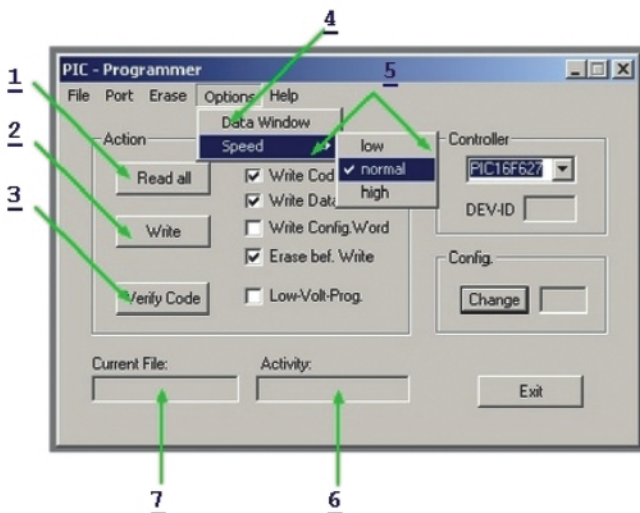 4
PIC - Programmer
5
1
File Port Erase Options Help
Data Window
Action
Speed
low
Controller
2
Read all
Write Cod
normal
PIC16F627
Write Data
high
3
Write
Write Config.Word
DEV-ID
Erase bef. Write
Config.
Verify Code
Low-Volt-Prog.
Change
Current File:
Activity:
Exit
7
6